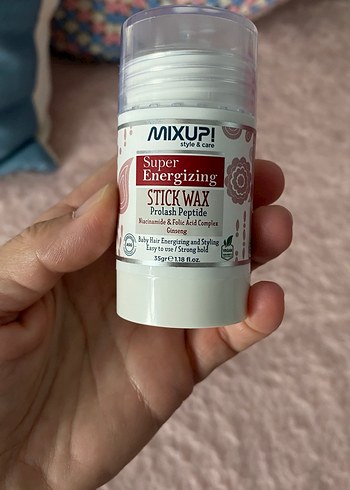 MIXUP!
style & care
Super
Energizing
STICK WAX
Prolash Peptide
Niacinamide & Folic Acid Complex
Ginseng
Baby Hair Energizing and Styling
Easy to use / Strong hold
35gr ℮ 1.18 fl.oz.